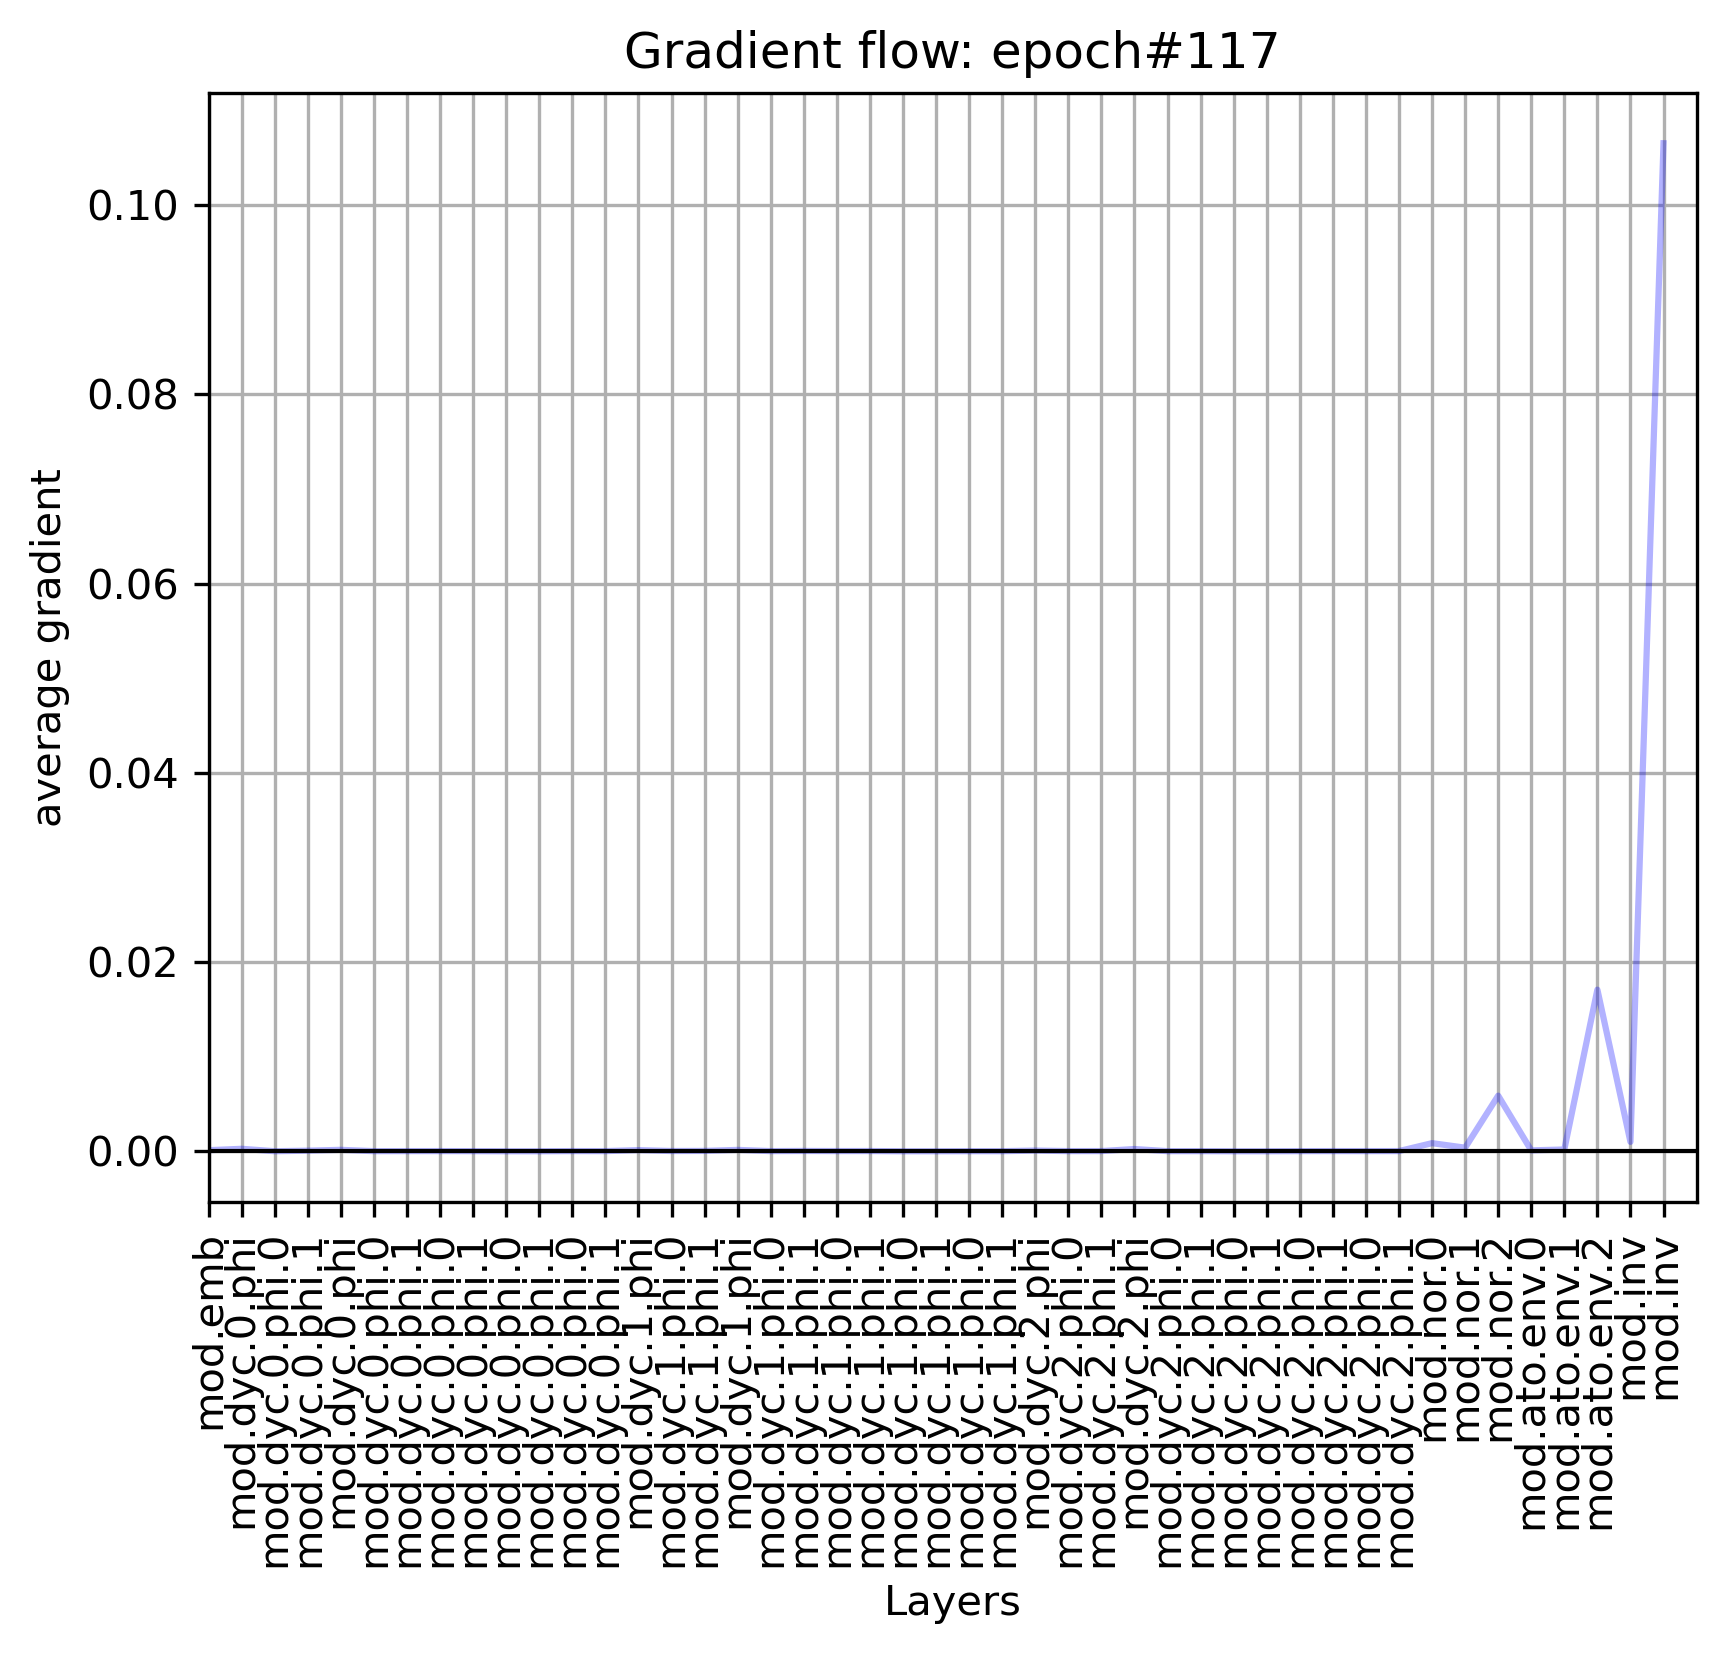 Gradient flow: epoch#117
average gradient
0.10
0.08
0.06
0.04
0.02
0.00
mod.emb
mod.dyc.0.phi
mod.dyc.0.phi.0
mod.dyc.0.phi.1
mod.dyc.0.phi
mod.dyc.0.phi.0
mod.dyc.0.phi.1
mod.dyc.0.phi.0
mod.dyc.0.phi.1
mod.dyc.0.phi.0
mod.dyc.0.phi.1
mod.dyc.0.phi.0
mod.dyc.0.phi.1
mod.dyc.1.phi
mod.dyc.1.phi.0
mod.dyc.1.phi.1
mod.dyc.1.phi
mod.dyc.1.phi.0
mod.dyc.1.phi.1
mod.dyc.1.phi.0
mod.dyc.1.phi.1
mod.dyc.1.phi.0
mod.dyc.1.phi.1
mod.dyc.1.phi.0
mod.dyc.1.phi.1
mod.dyc.2.phi
mod.dyc.2.phi.0
mod.dyc.2.phi.1
mod.dyc.2.phi
mod.dyc.2.phi.0
mod.dyc.2.phi.1
mod.dyc.2.phi.0
mod.dyc.2.phi.1
mod.dyc.2.phi.0
mod.dyc.2.phi.1
mod.dyc.2.phi.0
mod.dyc.2.phi.1
mod.nor.0
mod.nor.1
mod.nor.2
mod.ato.env.0
mod.ato.env.1
mod.ato.env.2
mod.inv
mod.inv
Layers